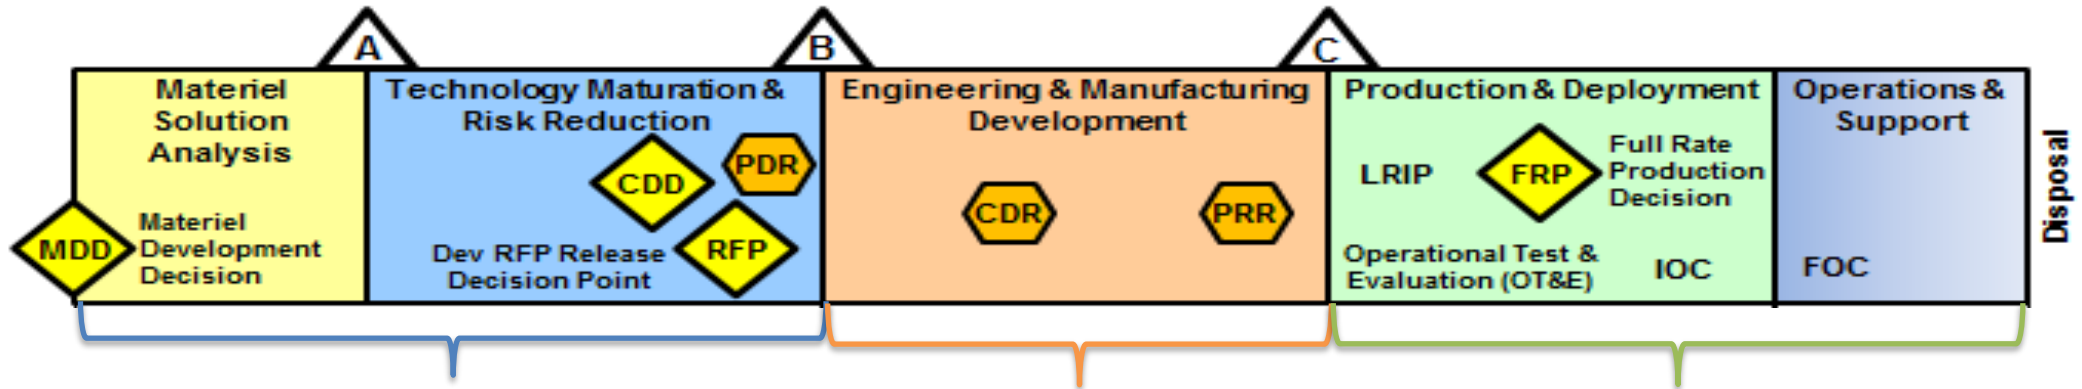 A
B
C
Materiel
Solution
Analysis
MDD
Materiel
Development
Decision
Technology Maturation &
Risk Reduction
CDD
PDR
Dev RFP Release
Decision Point
RFP
Engineering & Manufacturing
Development
CDR
PRR
Production & Deployment
LRIP
FRP
Full Rate
Production
Decision
Operational Test &
Evaluation (OT&E)
IOC
Operations &
Support
FOC
Disposal